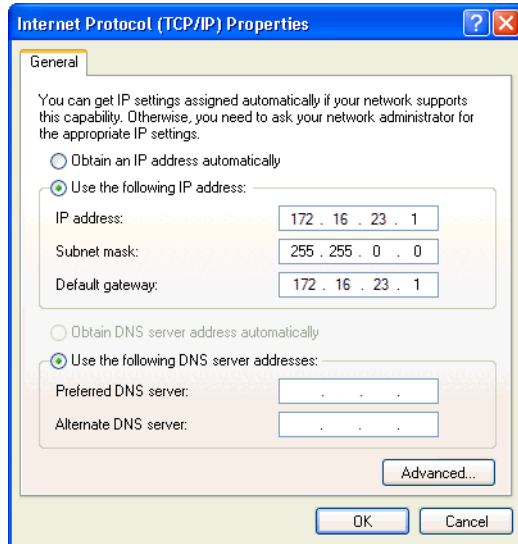 Internet Protocol (TCP/IP) Properties
General
You can get IP settings assigned automatically if your network supports
this capability. Otherwise, you need to ask your network administrator for
the appropriate IP settings.
Obtain an IP address automatically
Use the following IP address:
IP address: 172 . 16 . 23 . 1
Subnet mask: 255 . 255 . 0 . 0
Default gateway: 172 . 16 . 23 . 1
Obtain DNS server address automatically
Use the following DNS server addresses:
Preferred DNS server: . . .
Alternate DNS server: . . .
Advanced...
OK Cancel